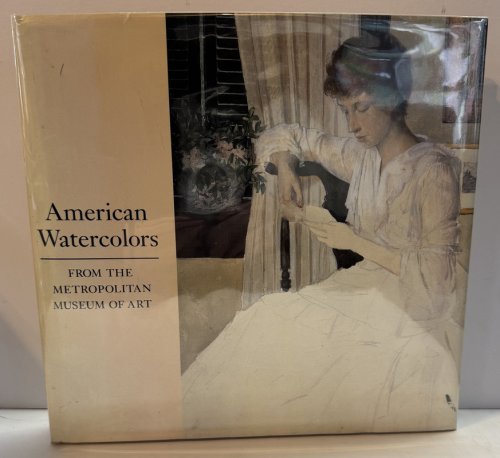 American
Watercolors
FROM THE
METROPOLITAN
MUSEUM OF ART